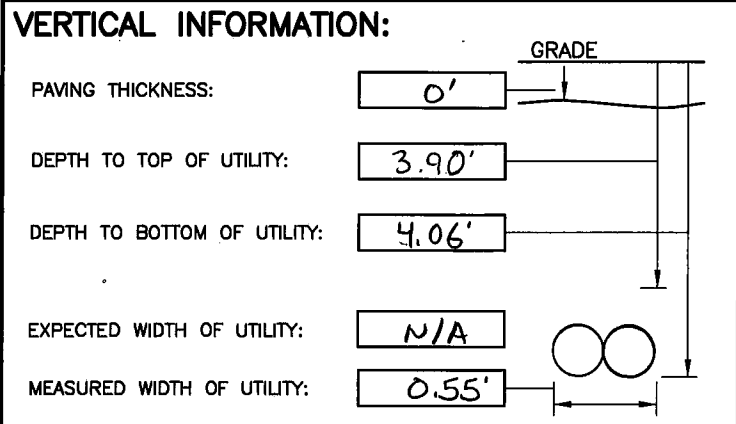 VERTICAL INFORMATION:
GRADE
PAVING THICKNESS: 0'
DEPTH TO TOP OF UTILITY: 3.90'
DEPTH TO BOTTOM OF UTILITY: 4.06'
EXPECTED WIDTH OF UTILITY: N/A
MEASURED WIDTH OF UTILITY: 0.55'